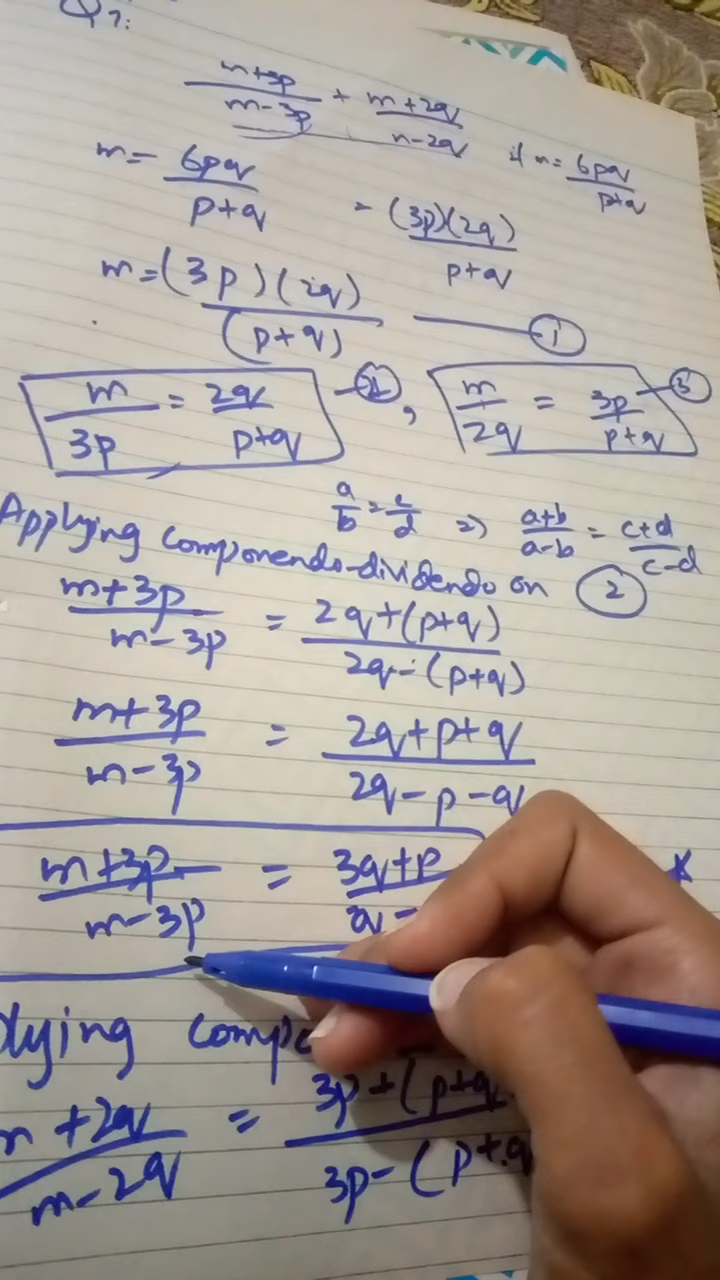 Q7:
m+3p/m-3p + m+2q/n-2q if m = 6pq/p+q
m = 6pq/p+q = (3p)(2q)/p+q
m = (3p)(2q)/(p+q) — 1
m/3p = 2q/p+q — 2, m/2q = 3p/p+q — 3
a/b = c/d ⇒ a+b/a-b = c+d/c-d
Applying componendo-dividendo on 2
m+3p/m-3p = 2q+(p+q)/2q-(p+q)
m+3p/m-3p = 2q+p+q/2q-p-q
m+3p/m-3p = 3q+p/q-
m+2q/m-2q = 3p+(p+q/3p-(p+q